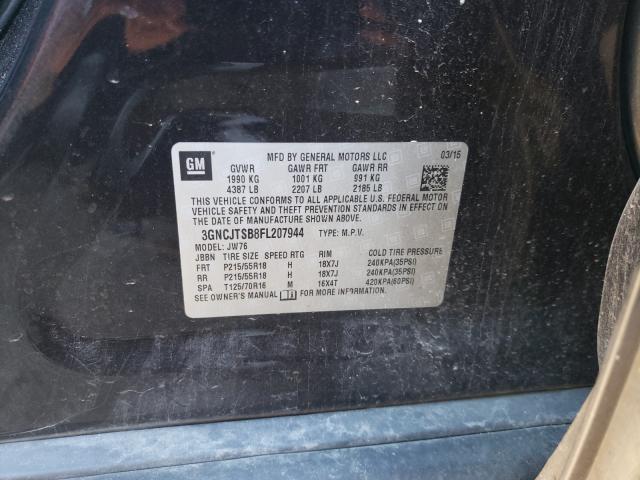 GM
MFD BY GENERAL MOTORS LLC 03/15
GVWR GAWR FRT GAWR RR
1990 KG 1001 KG 991 KG
4387 LB 2207 LB 2185 LB
THIS VEHICLE CONFORMS TO ALL APPLICABLE U.S. FEDERAL MOTOR
VEHICLE SAFETY, BUMPER, AND THEFT PREVENTION STANDARDS IN EFFECT ON
THE DATE OF MANUFACTURE SHOWN ABOVE.
3GNCJTSB8FL207944 TYPE: M.P.V.
MODEL: JW76
JBBN TIRE SIZE SPEED RTG RIM COLD TIRE PRESSURE
FRT P215/55R18 H 18X7J 240KPA(35PSI)
RR P215/55R18 H 18X7J 240KPA(35PSI)
SPA T125/70R16 M 16X4T 420KPA(60PSI)
SEE OWNER'S MANUAL FOR MORE INFORMATION.